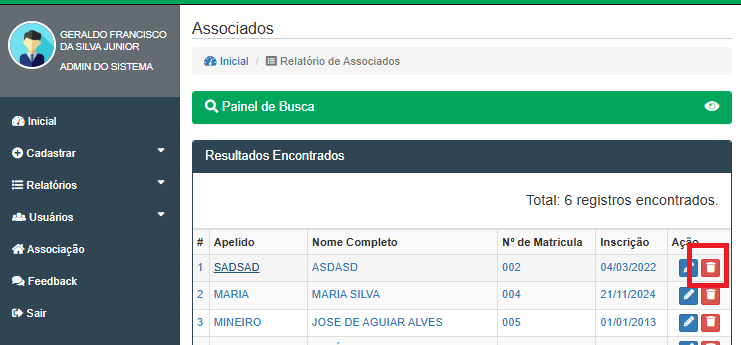 GERALDO FRANCISCO
DA SILVA JUNIOR
ADMIN DO SISTEMA
Inicial
Cadastrar
Relatórios
Usuários
Associação
Feedback
Sair
Associados
Inicial / Relatório de Associados
Painel de Busca
Resultados Encontrados
Total: 6 registros encontrados.
# Apelido Nome Completo Nº de Matrícula Inscrição Ação
1 SADSAD ASDASD 002 04/03/2022
2 MARIA MARIA SILVA 004 21/11/2024
3 MINEIRO JOSE DE AGUIAR ALVES 005 01/01/2013